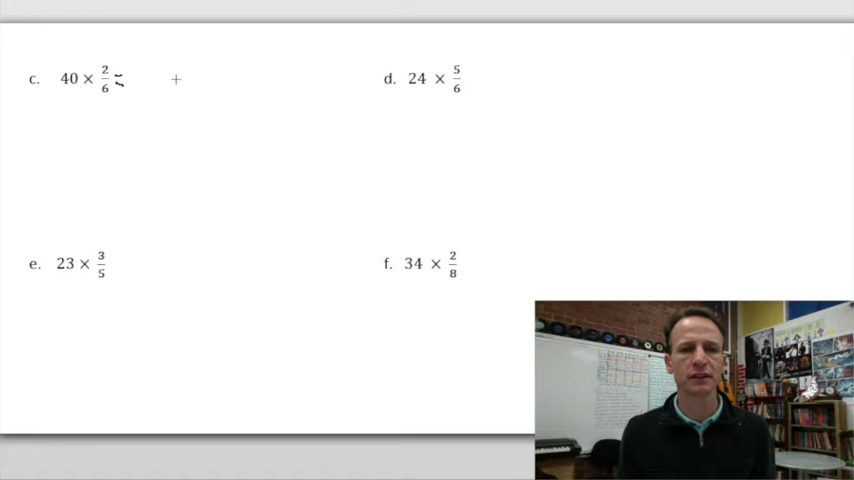 c. 40 × 2/6 =
d. 24 × 5/6
e. 23 × 3/5
f. 34 × 2/8